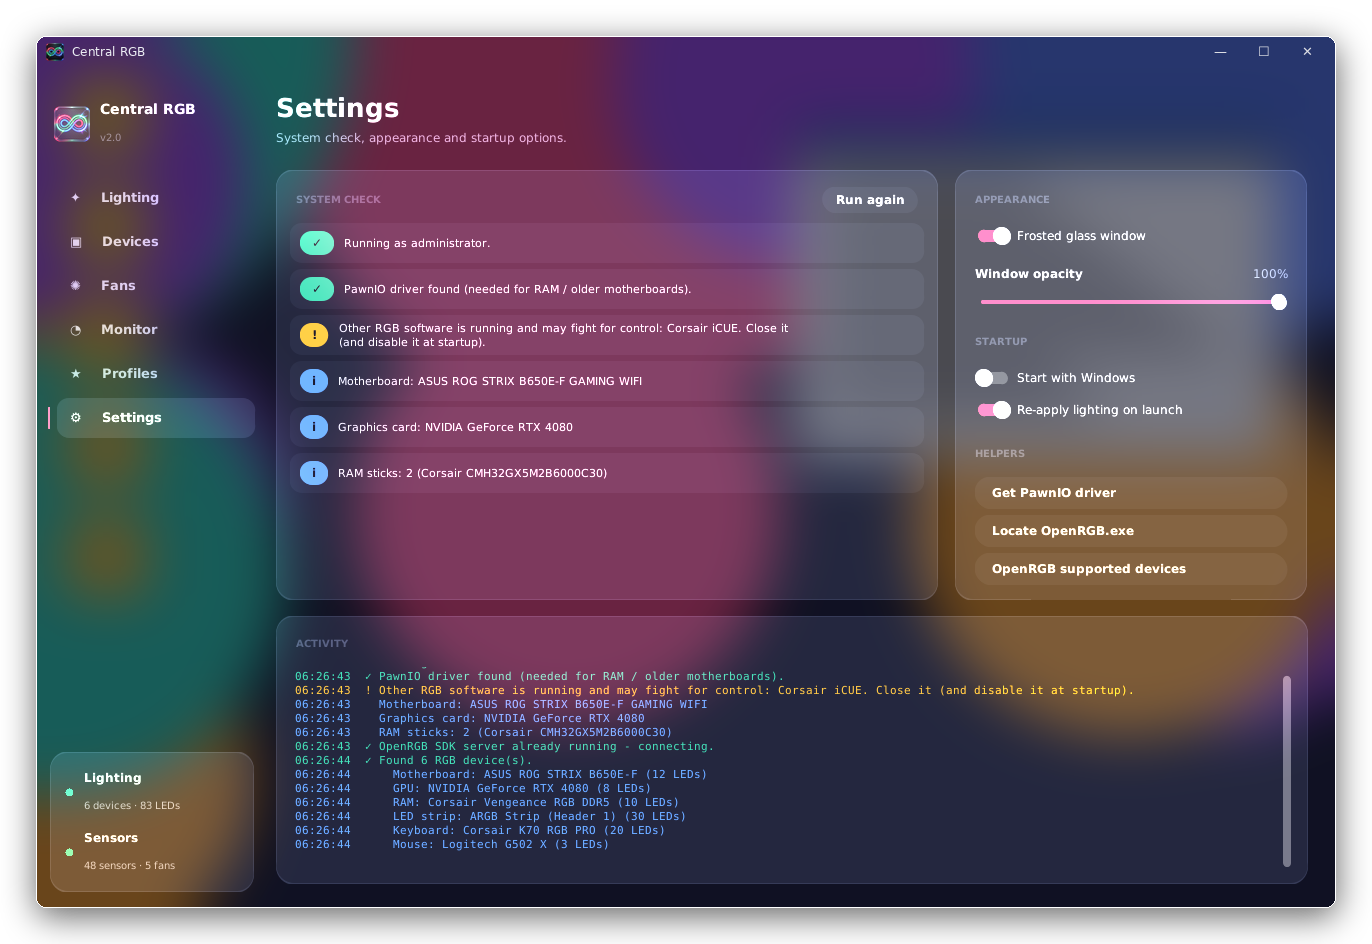 Central RGB
Central RGB
v2.0
Lighting
Devices
Fans
Monitor
Profiles
Settings
Lighting
6 devices · 83 LEDs
Sensors
48 sensors · 5 fans
Settings
System check, appearance and startup options.
SYSTEM CHECK
Run again
✓ Running as administrator.
✓ PawnIO driver found (needed for RAM / older motherboards).
! Other RGB software is running and may fight for control: Corsair iCUE. Close it
(and disable it at startup).
i Motherboard: ASUS ROG STRIX B650E-F GAMING WIFI
i Graphics card: NVIDIA GeForce RTX 4080
i RAM sticks: 2 (Corsair CMH32GX5M2B6000C30)
APPEARANCE
Frosted glass window
Window opacity 100%
STARTUP
Start with Windows
Re-apply lighting on launch
HELPERS
Get PawnIO driver
Locate OpenRGB.exe
OpenRGB supported devices
ACTIVITY
06:26:43 ✓ PawnIO driver found (needed for RAM / older motherboards).
06:26:43 ! Other RGB software is running and may fight for control: Corsair iCUE. Close it (and disable it at startup).
06:26:43 Motherboard: ASUS ROG STRIX B650E-F GAMING WIFI
06:26:43 Graphics card: NVIDIA GeForce RTX 4080
06:26:43 RAM sticks: 2 (Corsair CMH32GX5M2B6000C30)
06:26:43 ✓ OpenRGB SDK server already running - connecting.
06:26:44 ✓ Found 6 RGB device(s).
06:26:44 Motherboard: ASUS ROG STRIX B650E-F (12 LEDs)
06:26:44 GPU: NVIDIA GeForce RTX 4080 (8 LEDs)
06:26:44 RAM: Corsair Vengeance RGB DDR5 (10 LEDs)
06:26:44 LED strip: ARGB Strip (Header 1) (30 LEDs)
06:26:44 Keyboard: Corsair K70 RGB PRO (20 LEDs)
06:26:44 Mouse: Logitech G502 X (3 LEDs)